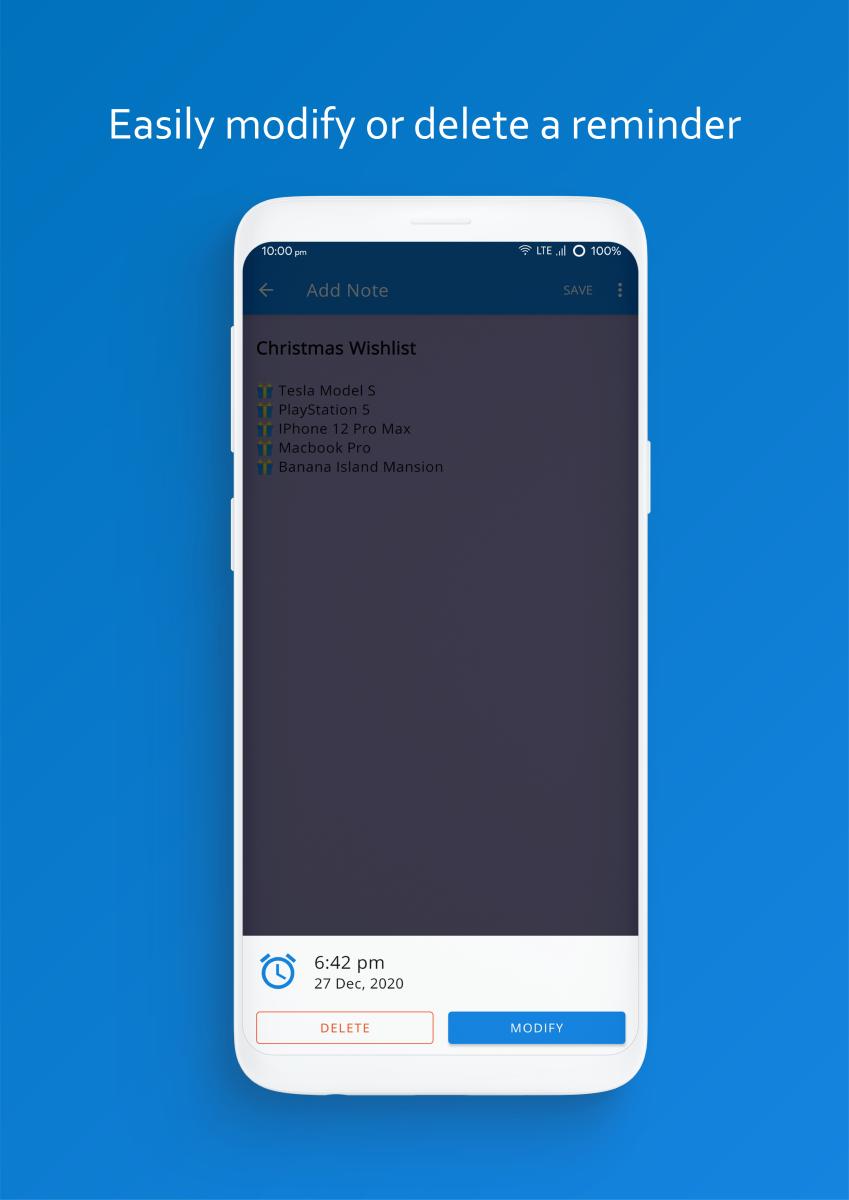 Easily modify or delete a reminder
10:00 pm LTE 100%
Add Note SAVE
Christmas Wishlist
🎁 Tesla Model S
🎁 PlayStation 5
🎁 IPhone 12 Pro Max
🎁 Macbook Pro
🎁 Banana Island Mansion
6:42 pm
27 Dec, 2020
DELETE MODIFY